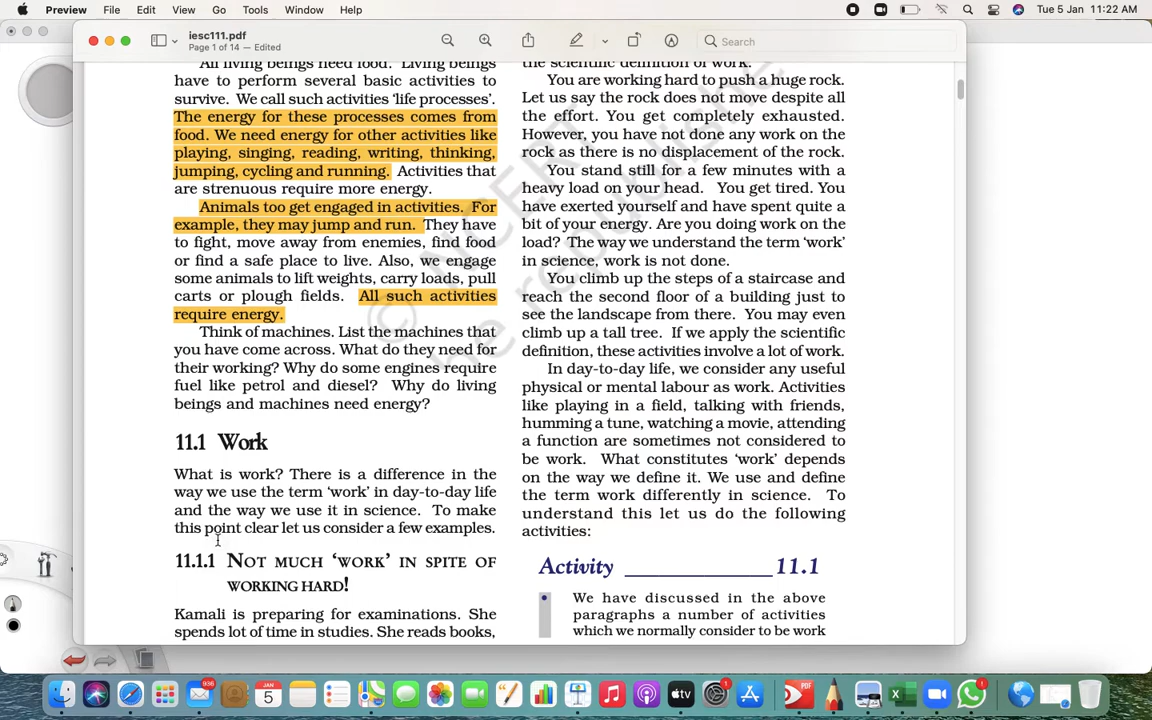 Preview File Edit View Go Tools Window Help
Tue 5 Jan 11:22 AM
iesc111.pdf
Page 1 of 14 — Edited
Search
All living beings need food. Living beings
have to perform several basic activities to
survive. We call such activities ‘life processes’.
The energy for these processes comes from
food. We need energy for other activities like
playing, singing, reading, writing, thinking,
jumping, cycling and running. Activities that
are strenuous require more energy.
Animals too get engaged in activities. For
example, they may jump and run. They have
to fight, move away from enemies, find food
or find a safe place to live. Also, we engage
some animals to lift weights, carry loads, pull
carts or plough fields. All such activities
require energy.
Think of machines. List the machines that
you have come across. What do they need for
their working? Why do some engines require
fuel like petrol and diesel? Why do living
beings and machines need energy?
11.1 Work
What is work? There is a difference in the
way we use the term ‘work’ in day-to-day life
and the way we use it in science. To make
this point clear let us consider a few examples.
11.1.1 NOT MUCH ‘WORK’ IN SPITE OF
WORKING HARD!
Kamali is preparing for examinations. She
spends lot of time in studies. She reads books,
the scientific definition of work.
You are working hard to push a huge rock.
Let us say the rock does not move despite all
the effort. You get completely exhausted.
However, you have not done any work on the
rock as there is no displacement of the rock.
You stand still for a few minutes with a
heavy load on your head. You get tired. You
have exerted yourself and have spent quite a
bit of your energy. Are you doing work on the
load? The way we understand the term ‘work’
in science, work is not done.
You climb up the steps of a staircase and
reach the second floor of a building just to
see the landscape from there. You may even
climb up a tall tree. If we apply the scientific
definition, these activities involve a lot of work.
In day-to-day life, we consider any useful
physical or mental labour as work. Activities
like playing in a field, talking with friends,
humming a tune, watching a movie, attending
a function are sometimes not considered to
be work. What constitutes ‘work’ depends
on the way we define it. We use and define
the term work differently in science. To
understand this let us do the following
activities:
Activity ______________ 11.1
We have discussed in the above
paragraphs a number of activities
which we normally consider to be work
© NCERT
be republishe
936
JAN
5
tv
1